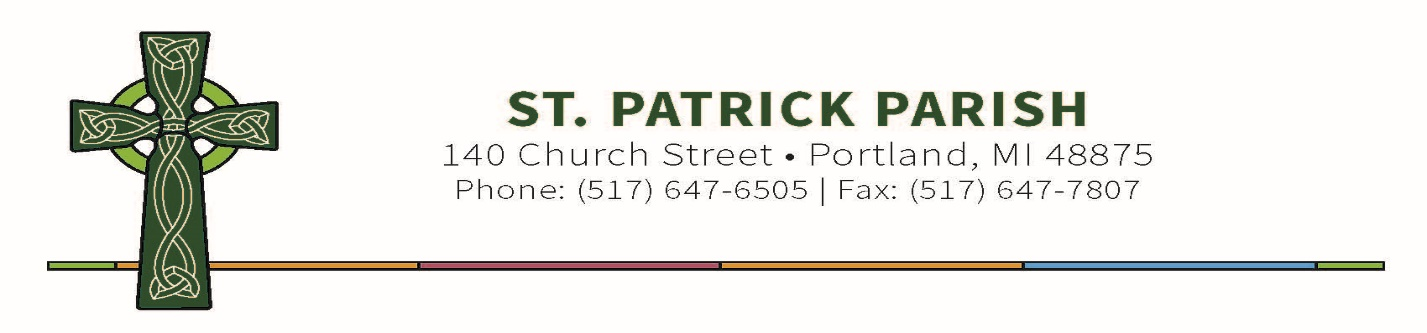 ST. PATRICK PARISH
140 Church Street • Portland, MI 48875
Phone: (517) 647-6505 | Fax: (517) 647-7807